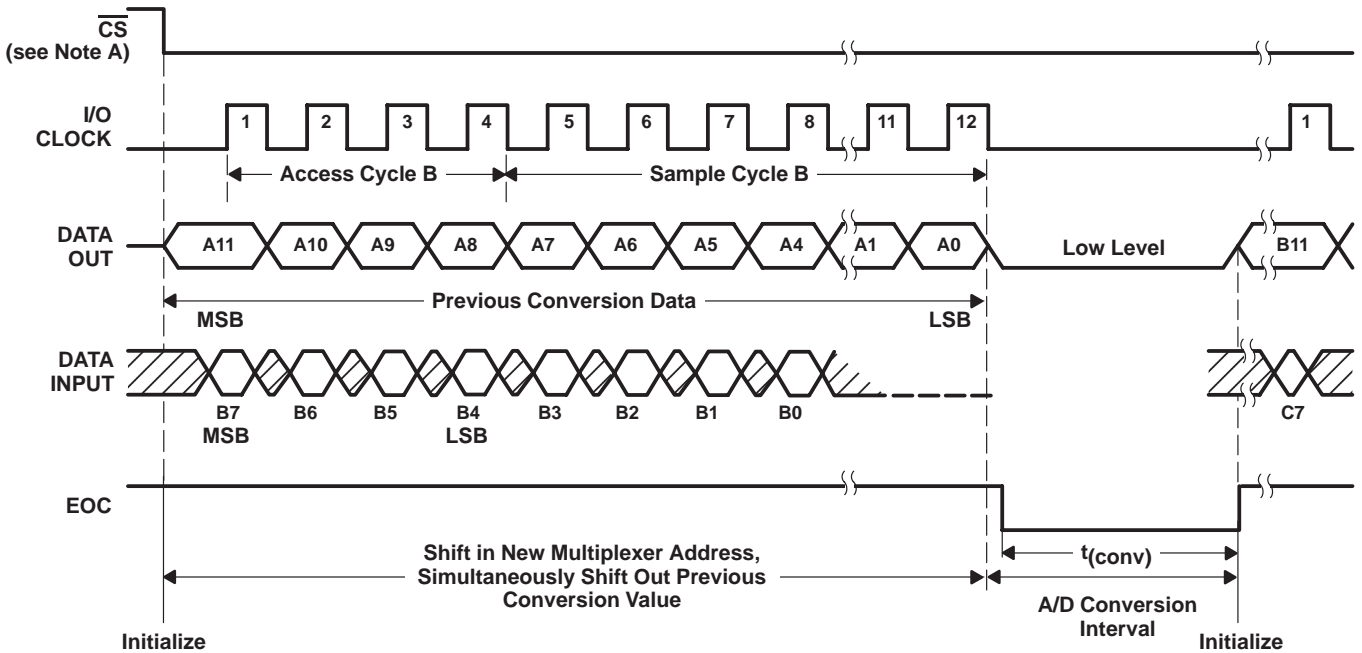 CS
(see Note A)
I/O
CLOCK
1 2 3 4 5 6 7 8 11 12 1
Access Cycle B Sample Cycle B
DATA
OUT
A11 A10 A9 A8 A7 A6 A5 A4 A1 A0 Low Level B11
Previous Conversion Data
MSB LSB
DATA
INPUT
B7 B6 B5 B4 B3 B2 B1 B0 C7
MSB LSB
EOC
t(conv)
Shift in New Multiplexer Address,
Simultaneously Shift Out Previous
Conversion Value
A/D Conversion
Interval
Initialize Initialize